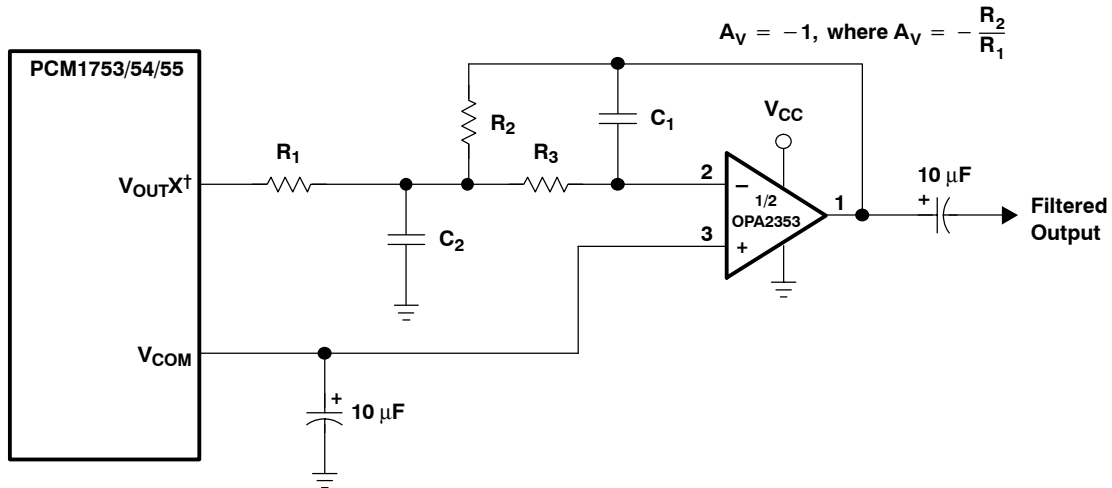 A_V = −1, where A_V = − R_2 / R_1
PCM1753/54/55
R_2
C_1
V_CC
R_1
R_3
V_OUTX†
2
−
1/2
OPA2353
1
10 µF
+
Filtered
Output
C_2
3
+
V_COM
+
10 µF